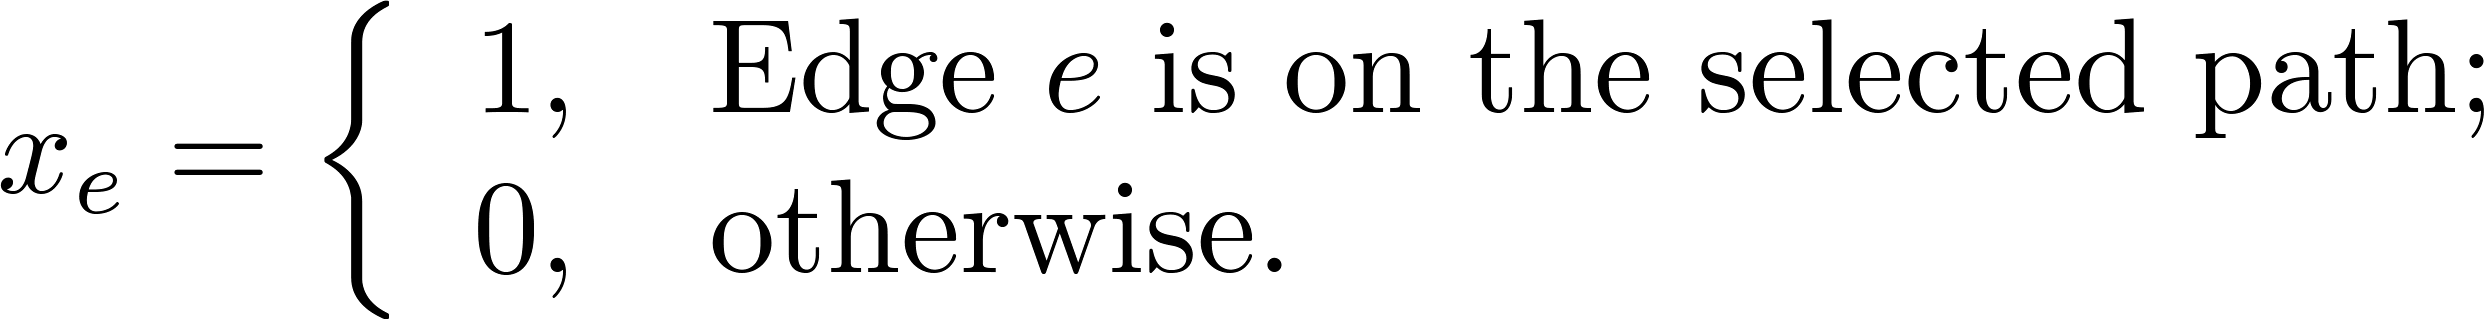 x_e = { 1, Edge e is on the selected path;
0, otherwise.